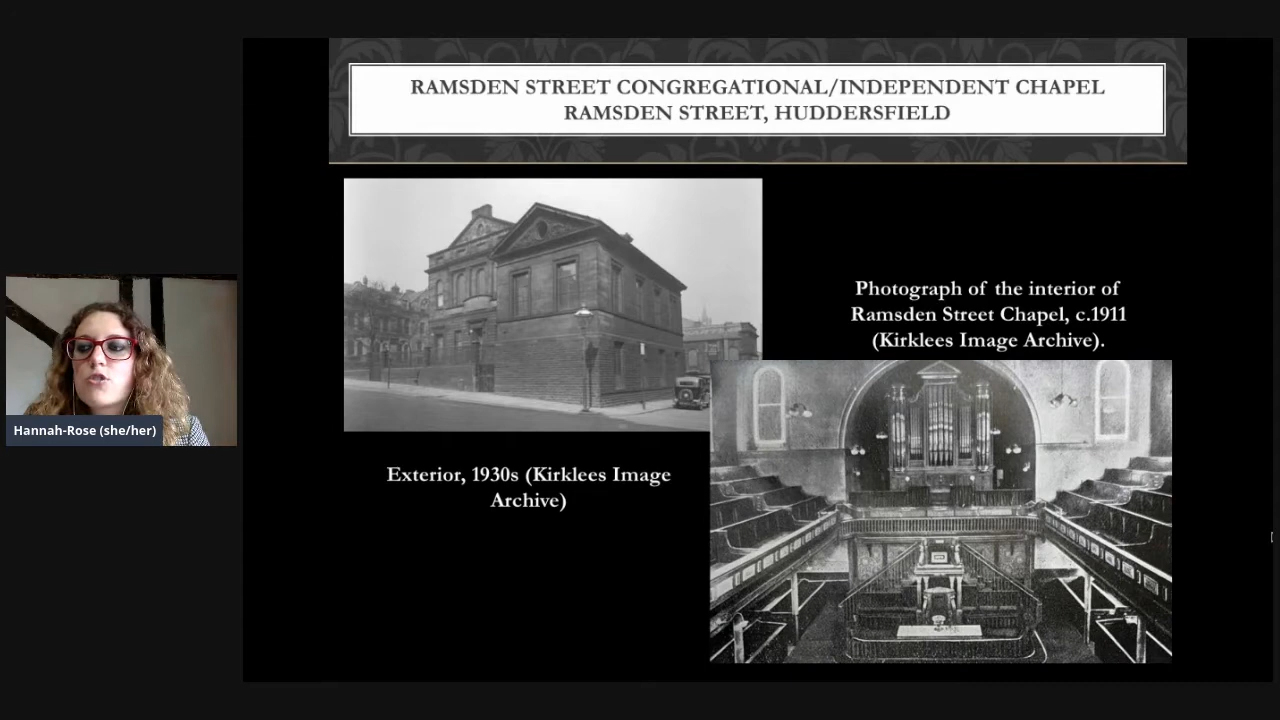 RAMSDEN STREET CONGREGATIONAL/INDEPENDENT CHAPEL
RAMSDEN STREET, HUDDERSFIELD
Photograph of the interior of
Ramsden Street Chapel, c.1911
(Kirklees Image Archive).
Exterior, 1930s (Kirklees Image
Archive)
Hannah-Rose (she/her)